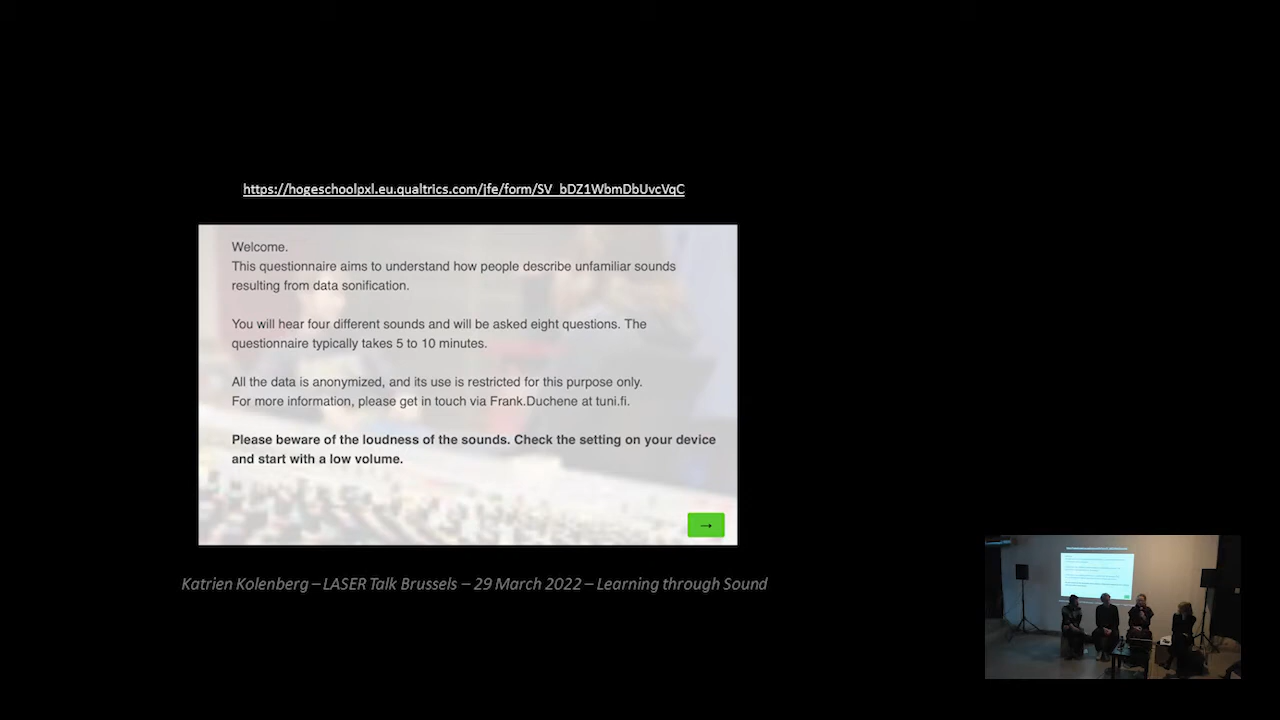 https://hogeschoolpxl.eu.qualtrics.com/jfe/form/SV_bDZ1WbmDbUvcVqC
Welcome.
This questionnaire aims to understand how people describe unfamiliar sounds
resulting from data sonification.
You will hear four different sounds and will be asked eight questions. The
questionnaire typically takes 5 to 10 minutes.
All the data is anonymized, and its use is restricted for this purpose only.
For more information, please get in touch via Frank.Duchene at tuni.fi.
Please beware of the loudness of the sounds. Check the setting on your device
and start with a low volume.
→
Katrien Kolenberg – LASER Talk Brussels – 29 March 2022 – Learning through Sound